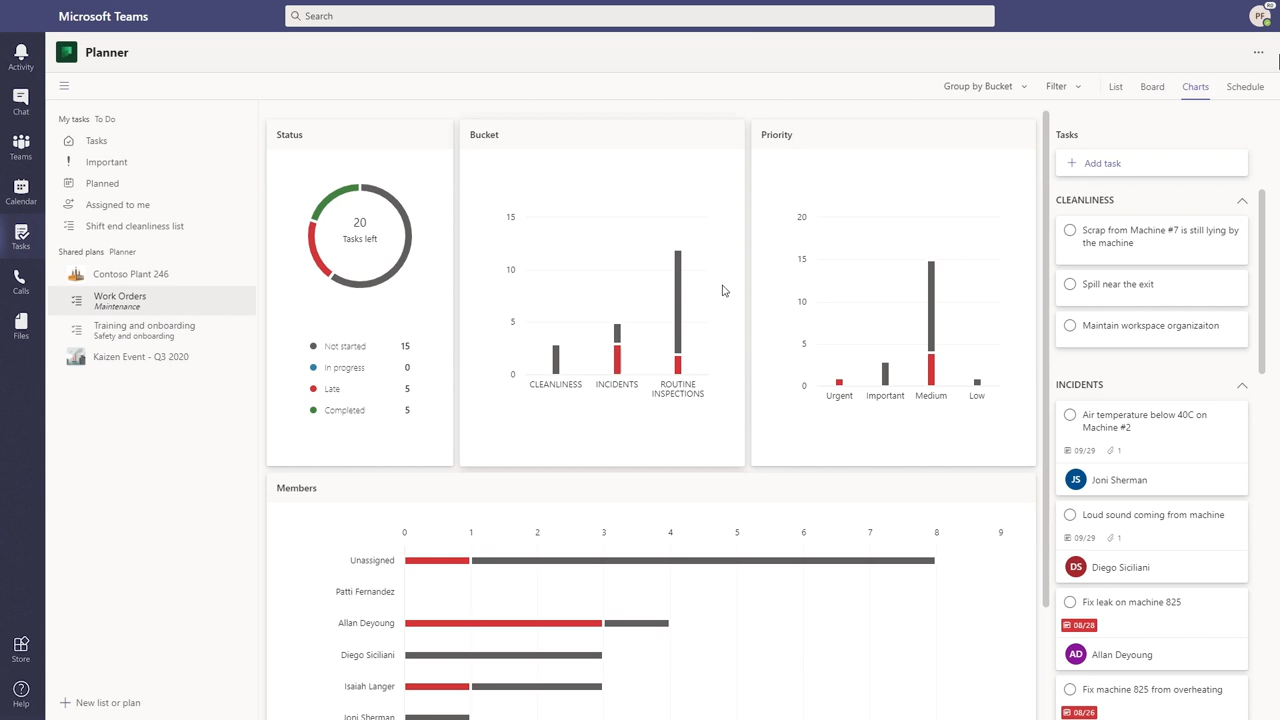 Microsoft Teams
Search
PF
Activity
Chat
Teams
Calendar
Tasks
Calls
Files
Store
Help
Planner
Group by Bucket
Filter
List
Board
Charts
Schedule
My tasks To Do
Tasks
Important
Planned
Assigned to me
Shift end cleanliness list
Shared plans Planner
Contoso Plant 246
Work Orders
Maintenance
Training and onboarding
Safety and onboarding
Kaizen Event - Q3 2020
New list or plan
Status
20
Tasks left
Not started 15
In progress 0
Late 5
Completed 5
Bucket
15
10
5
0
CLEANLINESS
INCIDENTS
ROUTINE
INSPECTIONS
Priority
20
15
10
5
0
Urgent
Important
Medium
Low
Members
0 1 2 3 4 5 6 7 8 9
Unassigned
Patti Fernandez
Allan Deyoung
Diego Siciliani
Isaiah Langer
Joni Sherman
Tasks
Add task
CLEANLINESS
Scrap from Machine #7 is still lying by
the machine
Spill near the exit
Maintain workspace organizaiton
INCIDENTS
Air temperature below 40C on
Machine #2
09/29 1
JS Joni Sherman
Loud sound coming from machine
09/29 1
DS Diego Siciliani
Fix leak on machine 825
08/28
AD Allan Deyoung
Fix machine 825 from overheating
08/26